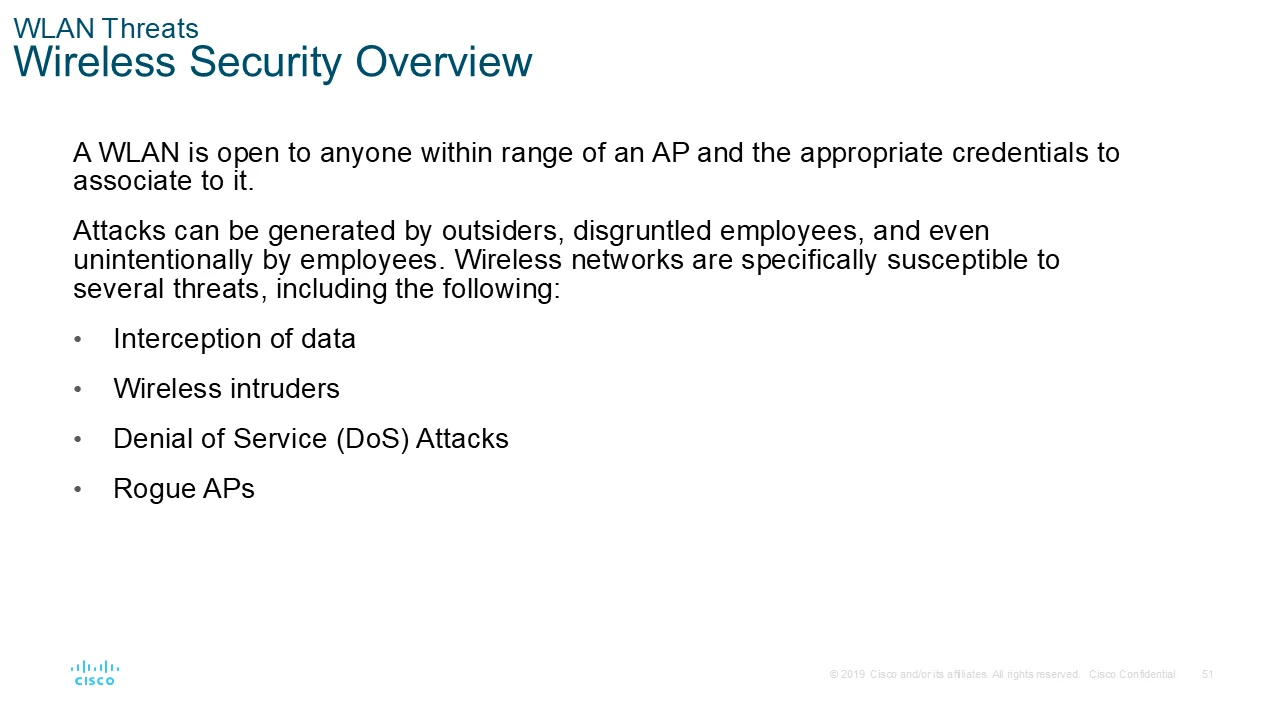 WLAN Threats
Wireless Security Overview
A WLAN is open to anyone within range of an AP and the appropriate credentials to
associate to it.
Attacks can be generated by outsiders, disgruntled employees, and even
unintentionally by employees. Wireless networks are specifically susceptible to
several threats, including the following:
• Interception of data
• Wireless intruders
• Denial of Service (DoS) Attacks
• Rogue APs
CISCO
© 2019 Cisco and/or its affiliates. All rights reserved. Cisco Confidential 51